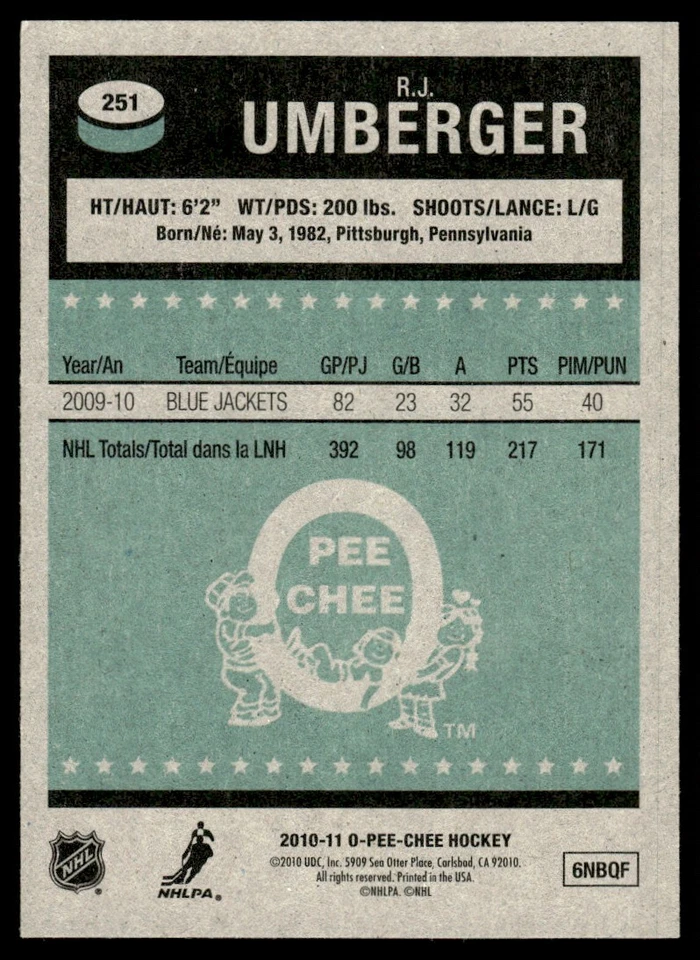 251
R.J.
UMBERGER
HT/HAUT: 6'2" WT/PDS: 200 lbs. SHOOTS/LANCE: L/G
Born/Né: May 3, 1982, Pittsburgh, Pennsylvania
Year/An Team/Équipe GP/PJ G/B A PTS PIM/PUN
2009-10 BLUE JACKETS 82 23 32 55 40
NHL Totals/Total dans la LNH 392 98 119 217 171
O
PEE
CHEE
TM
NHL ®
NHLPA®
2010-11 O-PEE-CHEE HOCKEY
©2010 UDC, Inc. 5909 Sea Otter Place, Carlsbad, CA 92010.
All rights reserved. Printed in the USA.
©NHLPA. ©NHL
6NBQF